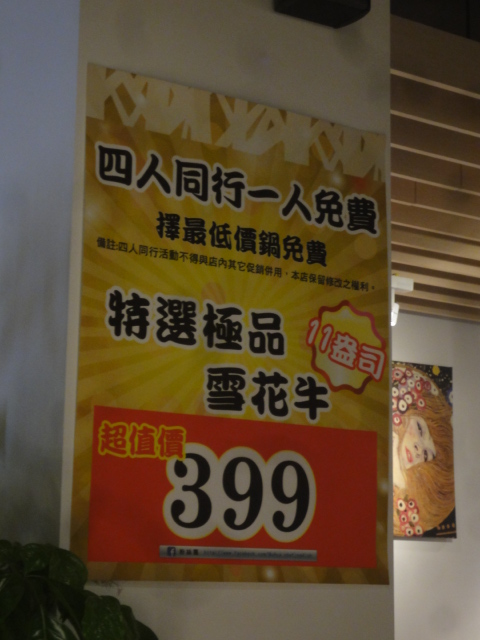 四人同行一人免費
擇最低價鍋免費
備註:四人同行活動不得與店內其它促銷併用,本店保留修改之權利。
特選極品
11盎司
雪花牛
超值價
399